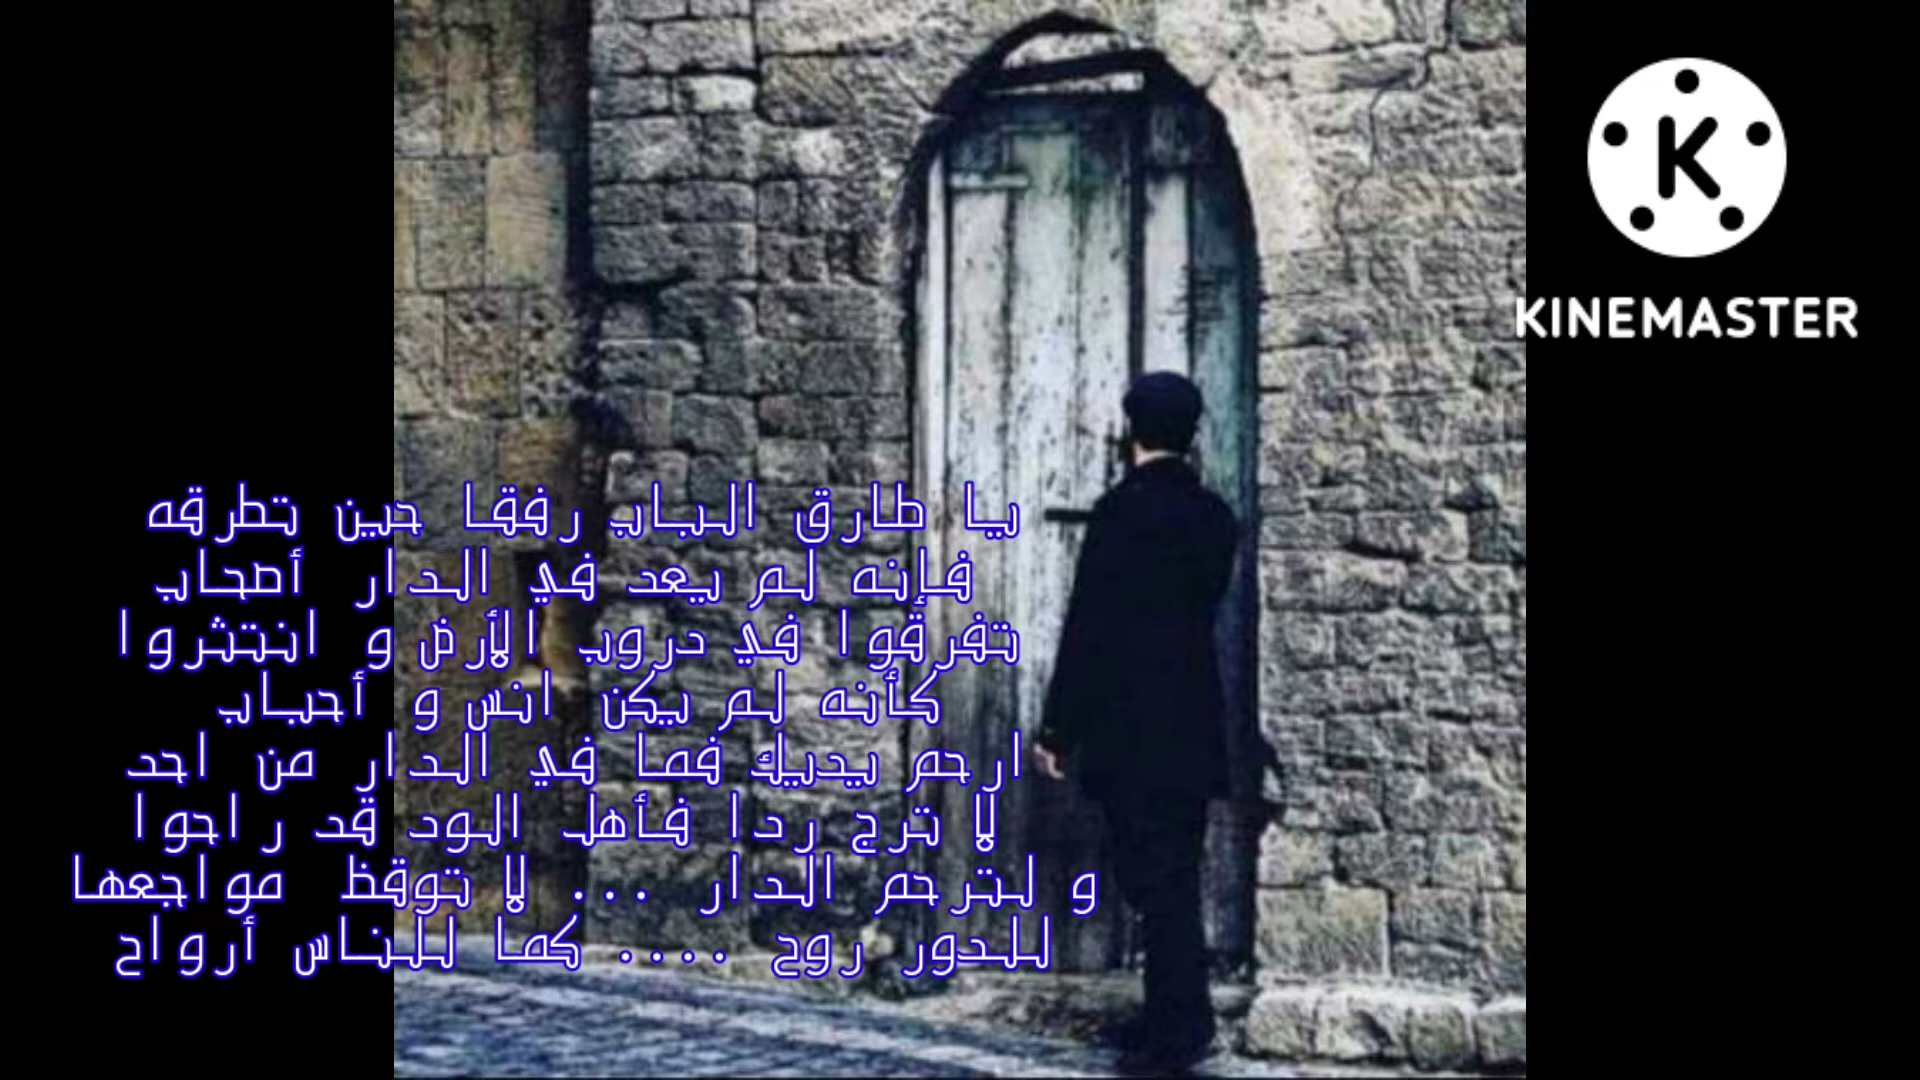 يا طارق الباب رفقا حين تطرقه
فإنه لم يعد في الدار أصحاب
تفرقوا في دروب الأرض و انتثروا
كأنه لم يكن انس و أحباب
ارحم يديك فما في الدار من احد
لا ترج ردا فأهل الود قد راحوا
و لترحم الدار ... لا توقظ مواجعها
للدور روح .... كما للناس أرواح
K
KINEMASTER